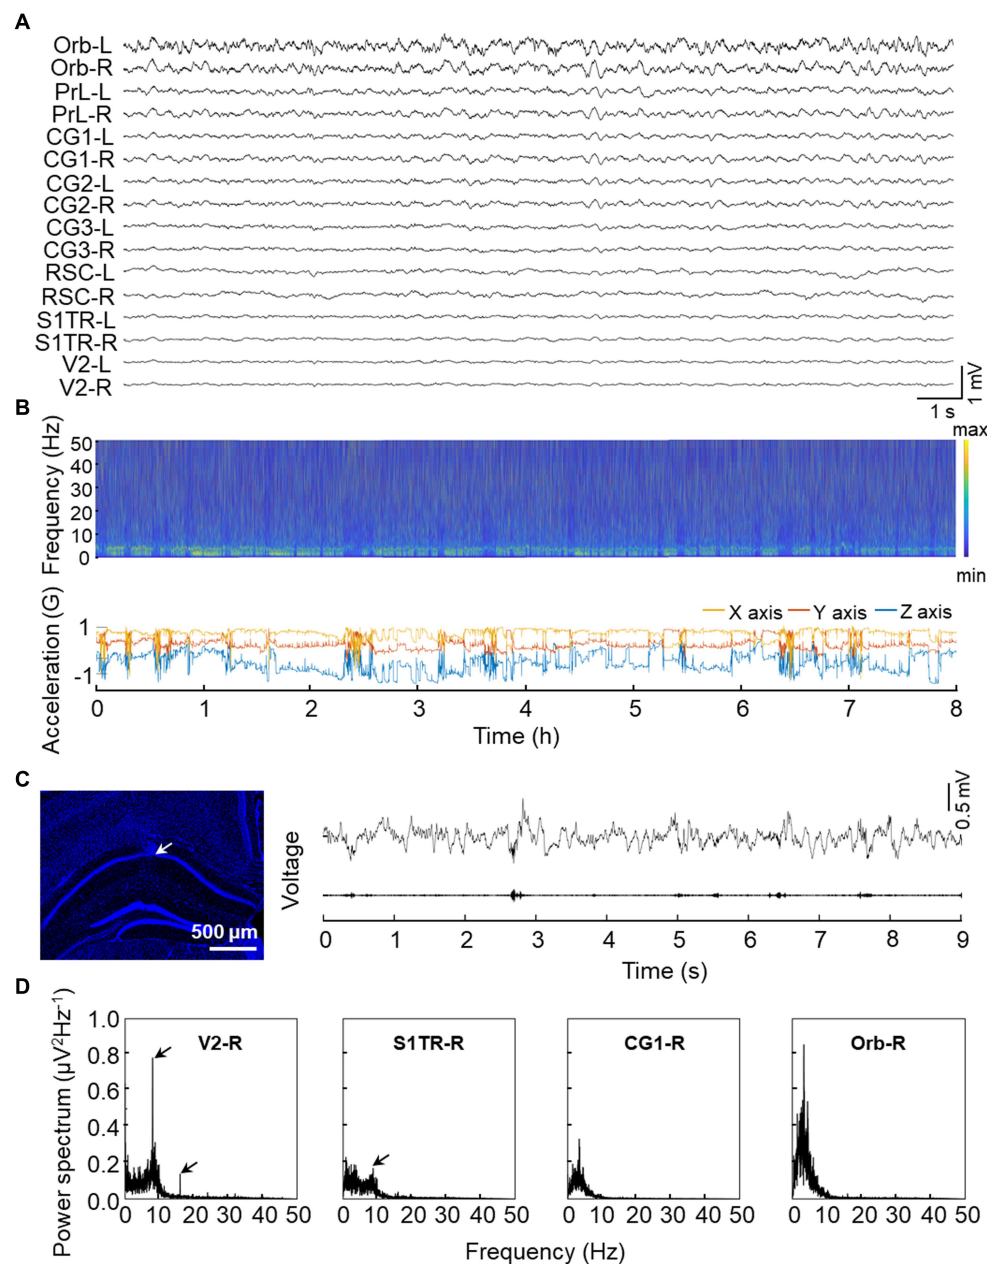 A
Orb-L
Orb-R
PrL-L
PrL-R
CG1-L
CG1-R
CG2-L
CG2-R
CG3-L
CG3-R
RSC-L
RSC-R
S1TR-L
S1TR-R
V2-L
V2-R
1 s
1 mV
B
Frequency (Hz)
50
40
30
20
10
0
max
min
Acceleration (G)
1
-1
X axis Y axis Z axis
0 1 2 3 4 5 6 7 8
Time (h)
C
500 µm
Voltage
0.5 mV
0 1 2 3 4 5 6 7 8 9
Time (s)
D
Power spectrum (µV²Hz⁻¹)
1.0
0.8
0.6
0.4
0.2
0.0
V2-R
S1TR-R
CG1-R
Orb-R
0 10 20 30 40 50
0 10 20 30 40 50
0 10 20 30 40 50
0 10 20 30 40 50
Frequency (Hz)